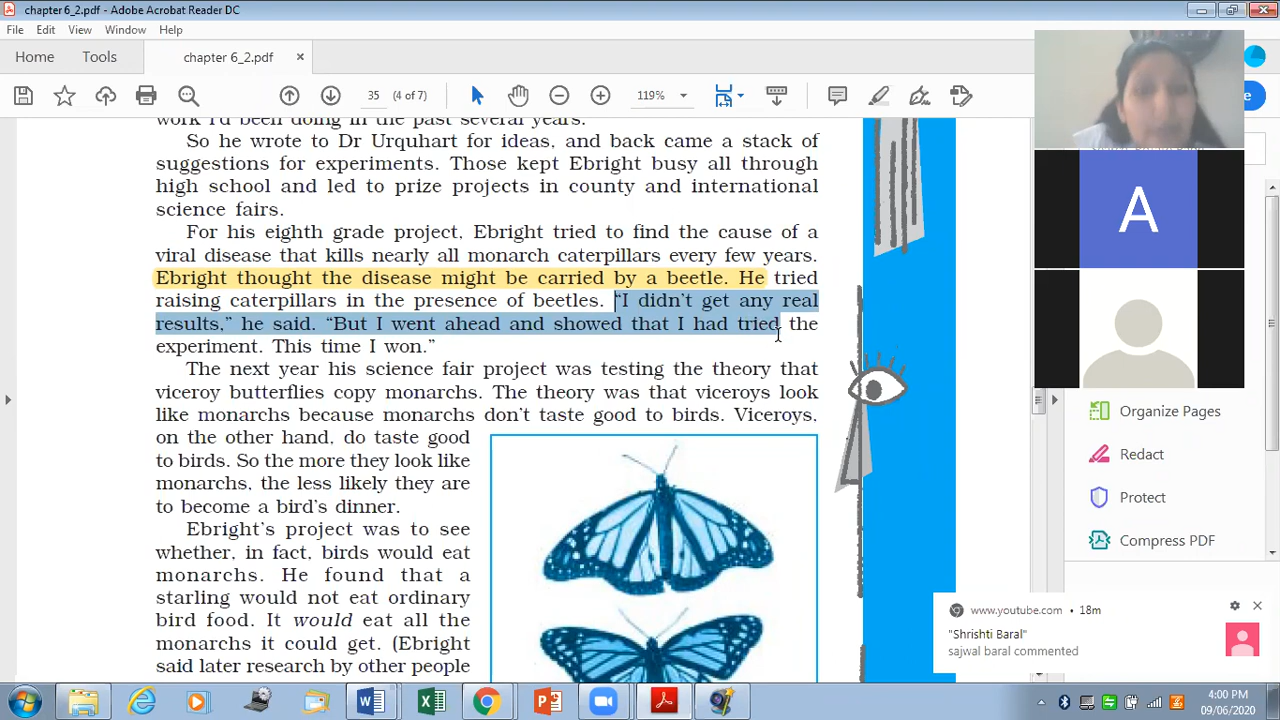 chapter 6_2.pdf - Adobe Acrobat Reader DC
File Edit View Window Help
Home Tools chapter 6_2.pdf ×
35 (4 of 7) 119%
work I'd been doing in the past several years.
So he wrote to Dr Urquhart for ideas, and back came a stack of
suggestions for experiments. Those kept Ebright busy all through
high school and led to prize projects in county and international
science fairs.
For his eighth grade project, Ebright tried to find the cause of a
viral disease that kills nearly all monarch caterpillars every few years.
Ebright thought the disease might be carried by a beetle. He tried
raising caterpillars in the presence of beetles. “I didn’t get any real
results,” he said. “But I went ahead and showed that I had tried the
experiment. This time I won.”
The next year his science fair project was testing the theory that
viceroy butterflies copy monarchs. The theory was that viceroys look
like monarchs because monarchs don’t taste good to birds. Viceroys,
on the other hand, do taste good
to birds. So the more they look like
monarchs, the less likely they are
to become a bird’s dinner.
Ebright’s project was to see
whether, in fact, birds would eat
monarchs. He found that a
starling would not eat ordinary
bird food. It would eat all the
monarchs it could get. (Ebright
said later research by other people
A
Organize Pages
Redact
Protect
Compress PDF
www.youtube.com • 18m
"Shrishti Baral"
sajwal baral commented
4:00 PM
09/06/2020